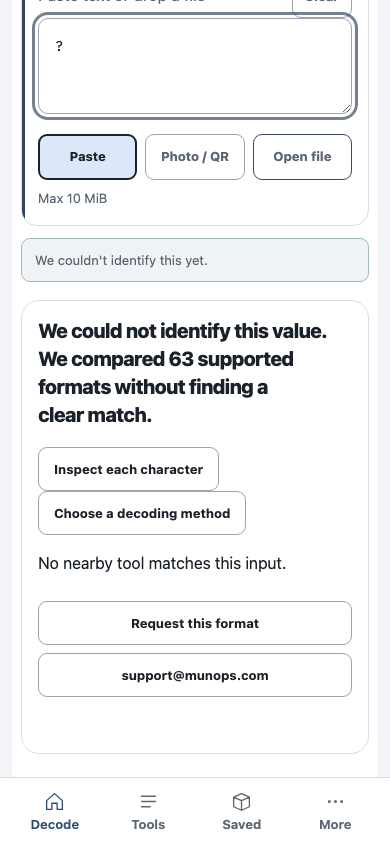 ?
Paste
Photo / QR
Open file
Max 10 MiB
We couldn't identify this yet.
We could not identify this value.
We compared 63 supported
formats without finding a
clear match.
Inspect each character
Choose a decoding method
No nearby tool matches this input.
Request this format
support@munops.com
Decode
Tools
Saved
More